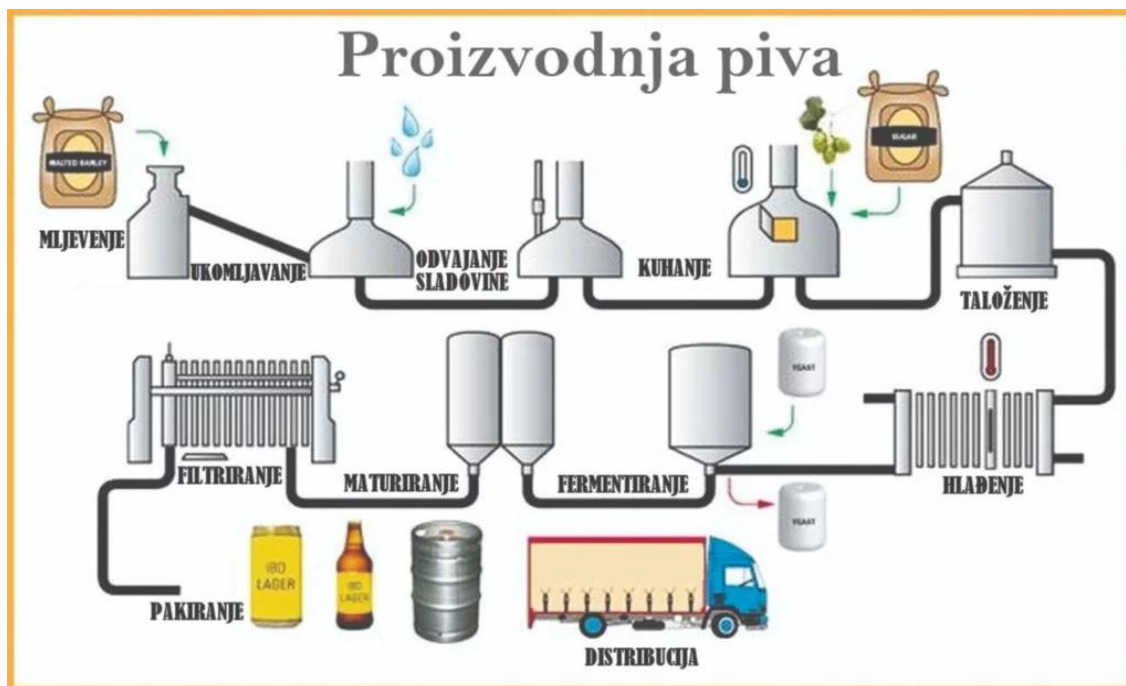 Proizvodnja piva
MALTED BARLEY
SUGAR
MLJEVENJE
UKOMLJAVANJE
ODVAJANJE
SLADOVINE
KUHANJE
TALOŽENJE
YEAST
FILTRIRANJE
MATURIRANJE
FERMENTIRANJE
HLAĐENJE
YEAST
IBD
LAGER
IBD
LAGER
PAKIRANJE
DISTRIBUCIJA